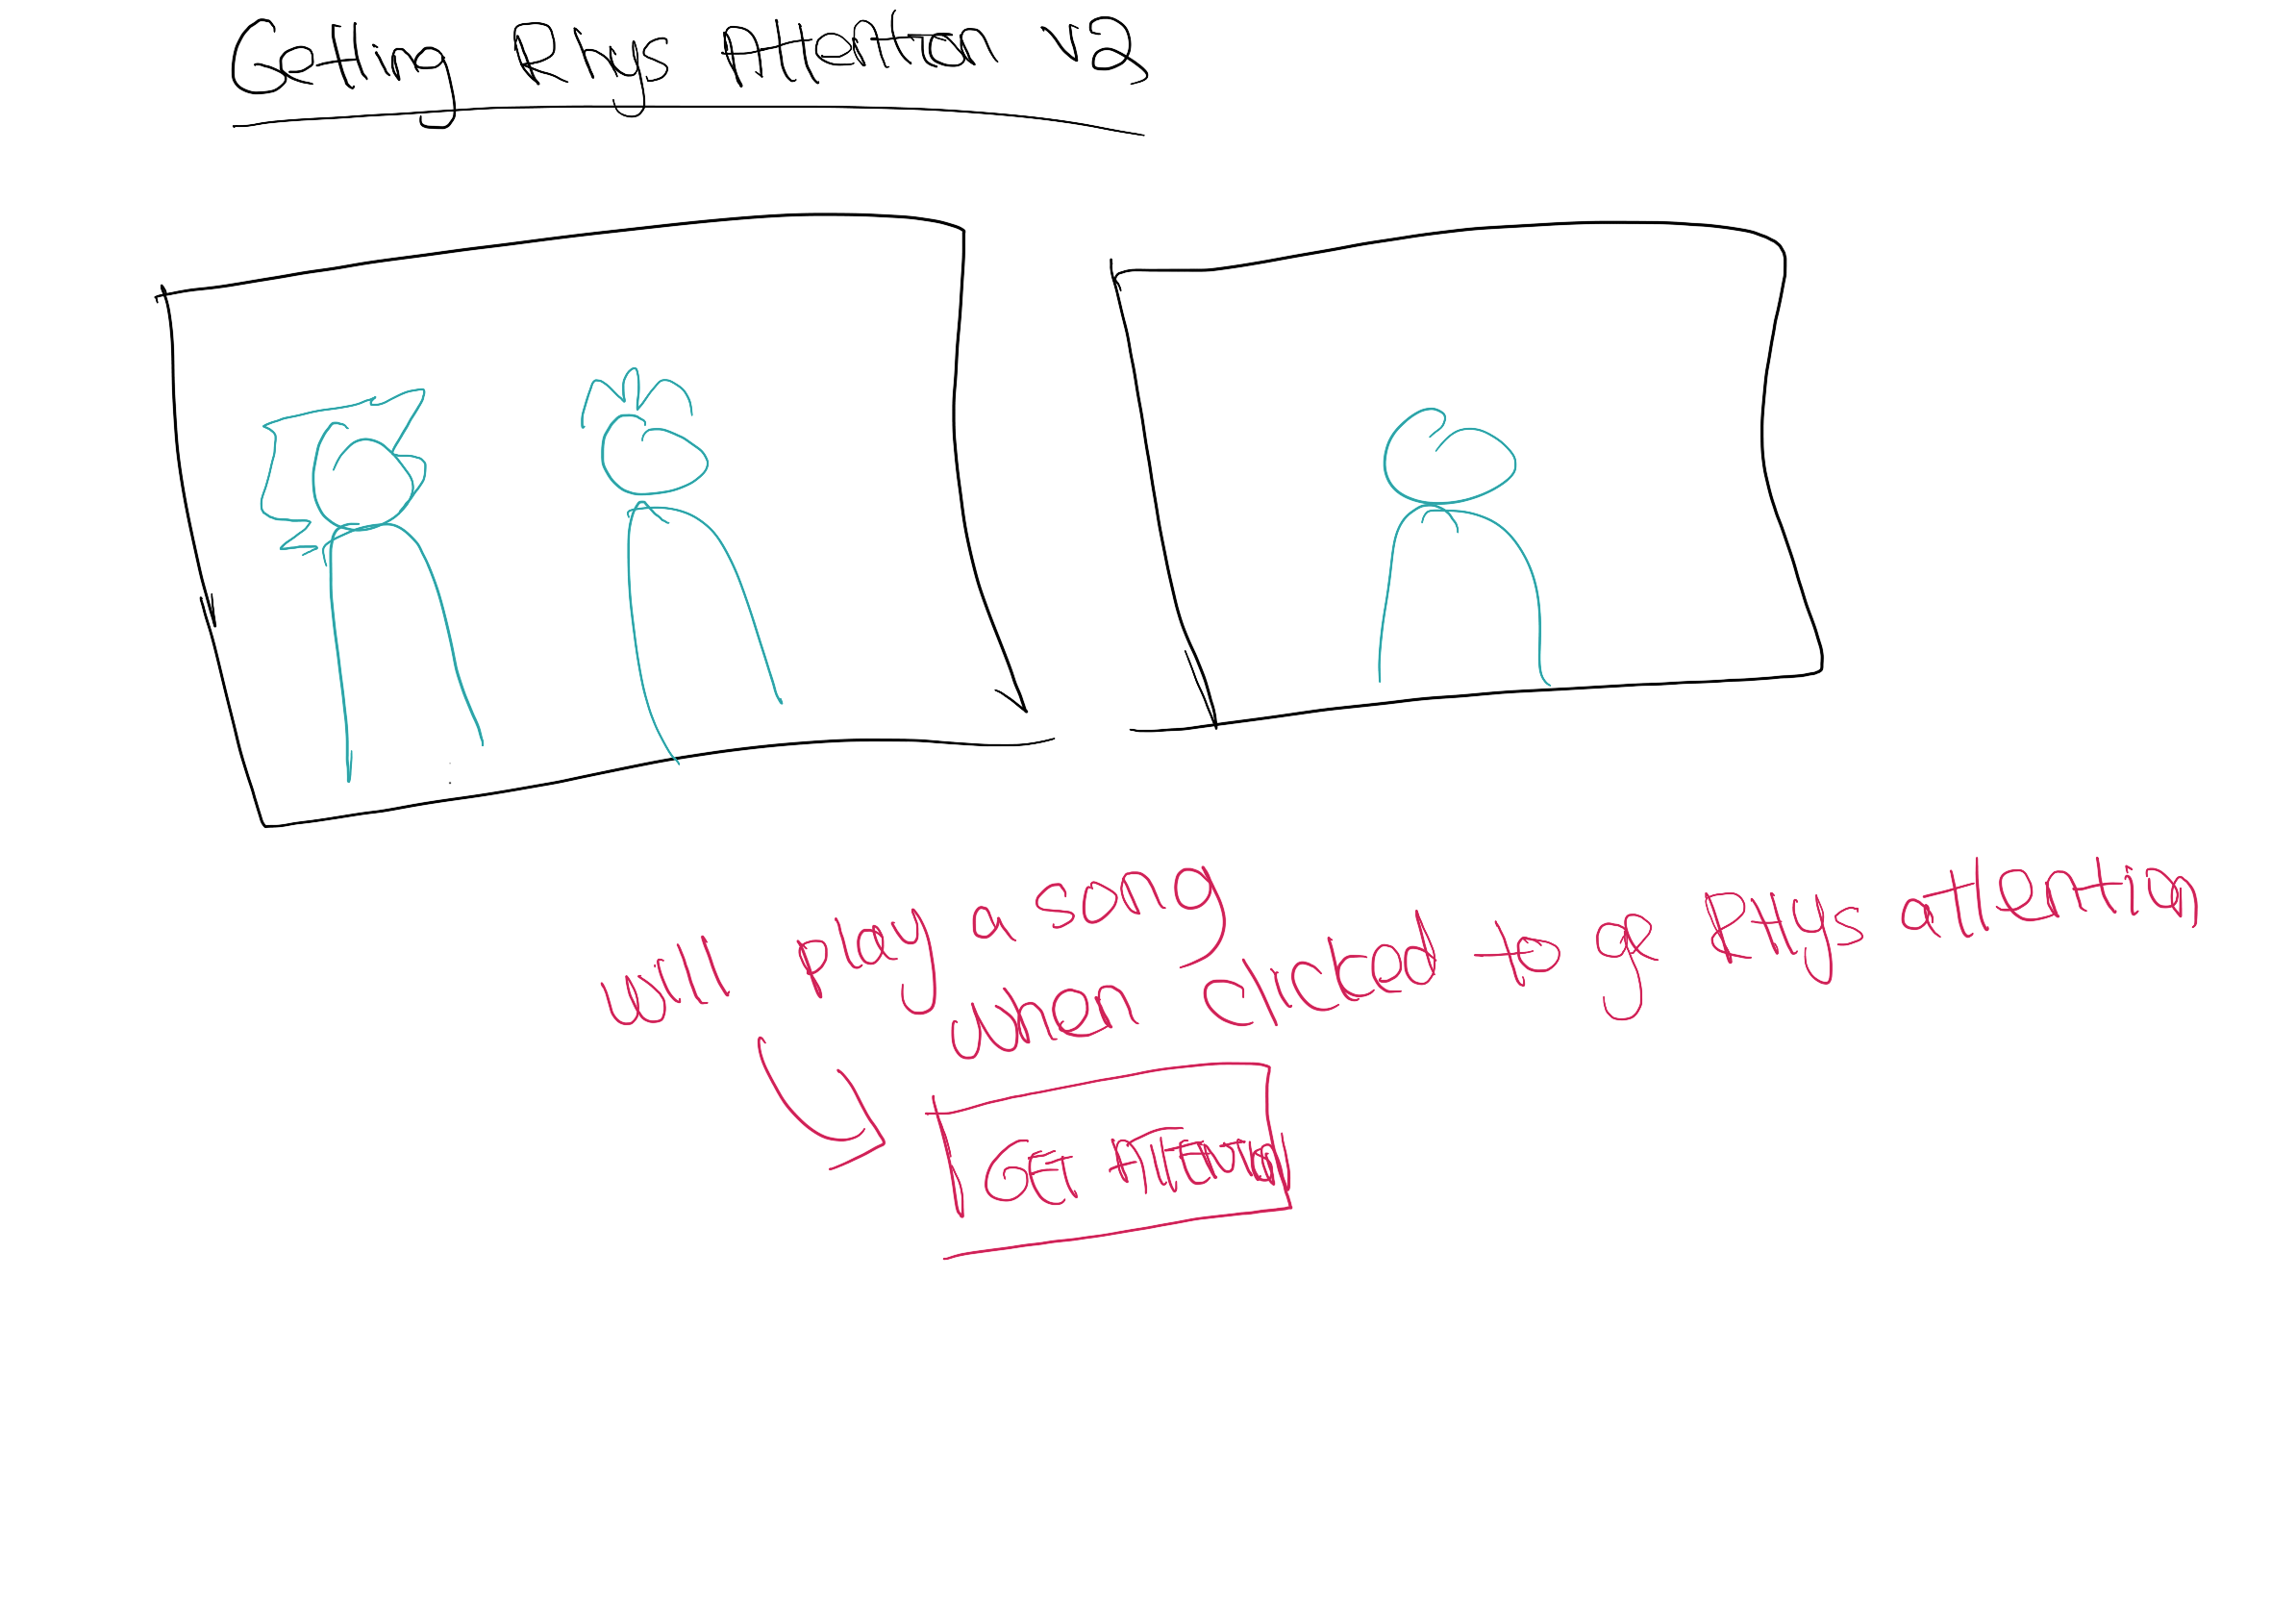 Getting Rhys Attention v2
will play a song
when clicked to get Rhys attention
GET ATTENTION